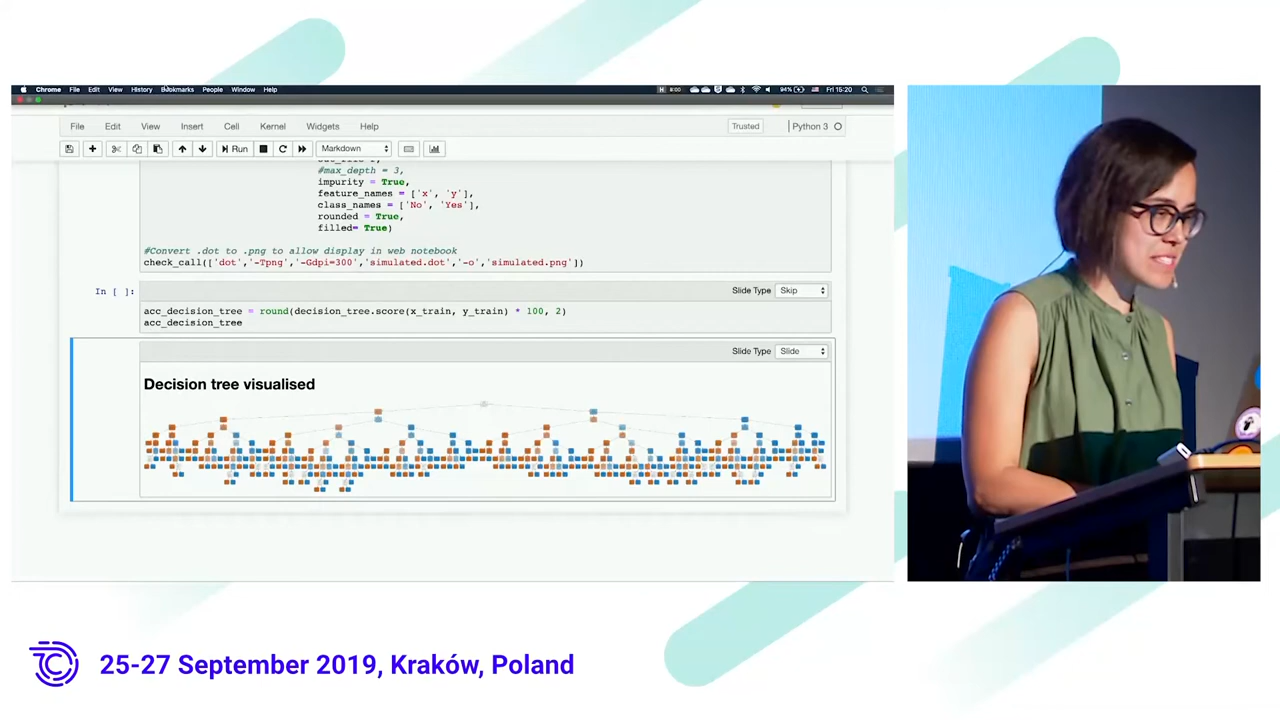 Chrome File Edit View History Bookmarks People Window Help
94% Fri 15:20
File Edit View Insert Cell Kernel Widgets Help
Trusted
Python 3
Run
Markdown
#max_depth = 3,
impurity = True,
feature_names = ['x', 'y'],
class_names = ['No', 'Yes'],
rounded = True,
filled= True)
#Convert .dot to .png to allow display in web notebook
check_call(['dot','-Tpng','-Gdpi=300','simulated.dot','-o','simulated.png'])
Slide Type Skip
In [ ]:
acc_decision_tree = round(decision_tree.score(x_train, y_train) * 100, 2)
acc_decision_tree
Slide Type Slide
Decision tree visualised
25-27 September 2019, Kraków, Poland